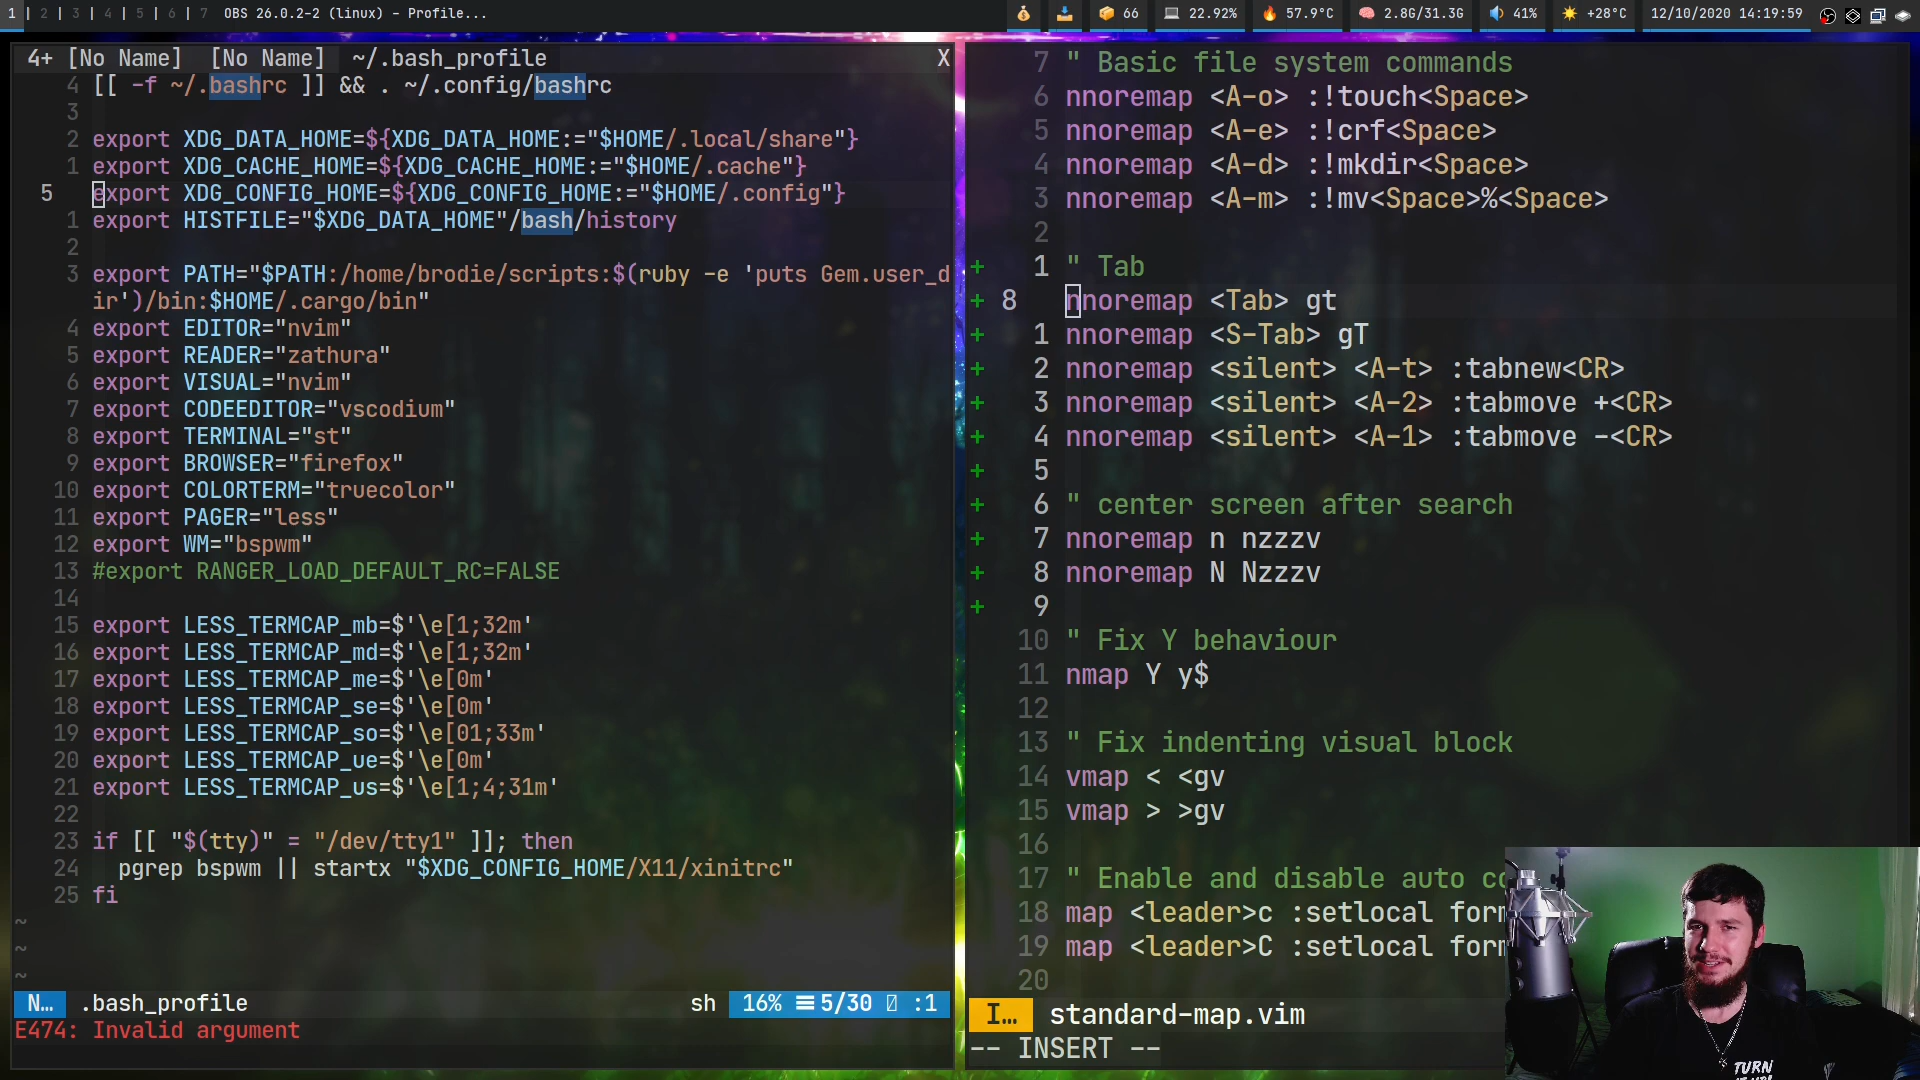 1 | 2 | 3 | 4 | 5 | 6 | 7 OBS 26.0.2-2 (linux) - Profile... 66 22.92% 57.9°C 2.8G/31.3G 41% +28°C 12/10/2020 14:19:59
4+ [No Name] [No Name] ~/.bash_profile X
4 [[ -f ~/.bashrc ]] && . ~/.config/bashrc
3
2 export XDG_DATA_HOME=${XDG_DATA_HOME:="$HOME/.local/share"}
1 export XDG_CACHE_HOME=${XDG_CACHE_HOME:="$HOME/.cache"}
5 export XDG_CONFIG_HOME=${XDG_CONFIG_HOME:="$HOME/.config"}
1 export HISTFILE="$XDG_DATA_HOME"/bash/history
2
3 export PATH="$PATH:/home/brodie/scripts:$(ruby -e 'puts Gem.user_d
ir')/bin:$HOME/.cargo/bin"
4 export EDITOR="nvim"
5 export READER="zathura"
6 export VISUAL="nvim"
7 export CODEEDITOR="vscodium"
8 export TERMINAL="st"
9 export BROWSER="firefox"
10 export COLORTERM="truecolor"
11 export PAGER="less"
12 export WM="bspwm"
13 #export RANGER_LOAD_DEFAULT_RC=FALSE
14
15 export LESS_TERMCAP_mb=$'\e[1;32m'
16 export LESS_TERMCAP_md=$'\e[1;32m'
17 export LESS_TERMCAP_me=$'\e[0m'
18 export LESS_TERMCAP_se=$'\e[0m'
19 export LESS_TERMCAP_so=$'\e[01;33m'
20 export LESS_TERMCAP_ue=$'\e[0m'
21 export LESS_TERMCAP_us=$'\e[1;4;31m'
22
23 if [[ "$(tty)" = "/dev/tty1" ]]; then
24 pgrep bspwm || startx "$XDG_CONFIG_HOME/X11/xinitrc"
25 fi
~
~
~
N… .bash_profile sh 16% 5/30 :1
E474: Invalid argument
7 " Basic file system commands
6 nnoremap <A-o> :!touch<Space>
5 nnoremap <A-e> :!crf<Space>
4 nnoremap <A-d> :!mkdir<Space>
3 nnoremap <A-m> :!mv<Space>%<Space>
2
+ 1 " Tab
+ 8 nnoremap <Tab> gt
+ 1 nnoremap <S-Tab> gT
+ 2 nnoremap <silent> <A-t> :tabnew<CR>
+ 3 nnoremap <silent> <A-2> :tabmove +<CR>
+ 4 nnoremap <silent> <A-1> :tabmove -<CR>
+ 5
+ 6 " center screen after search
+ 7 nnoremap n nzzzv
+ 8 nnoremap N Nzzzv
+ 9
10 " Fix Y behaviour
11 nmap Y y$
12
13 " Fix indenting visual block
14 vmap < <gv
15 vmap > >gv
16
17 " Enable and disable auto co
18 map <leader>c :setlocal form
19 map <leader>C :setlocal form
20
I… standard-map.vim
-- INSERT --
TURN